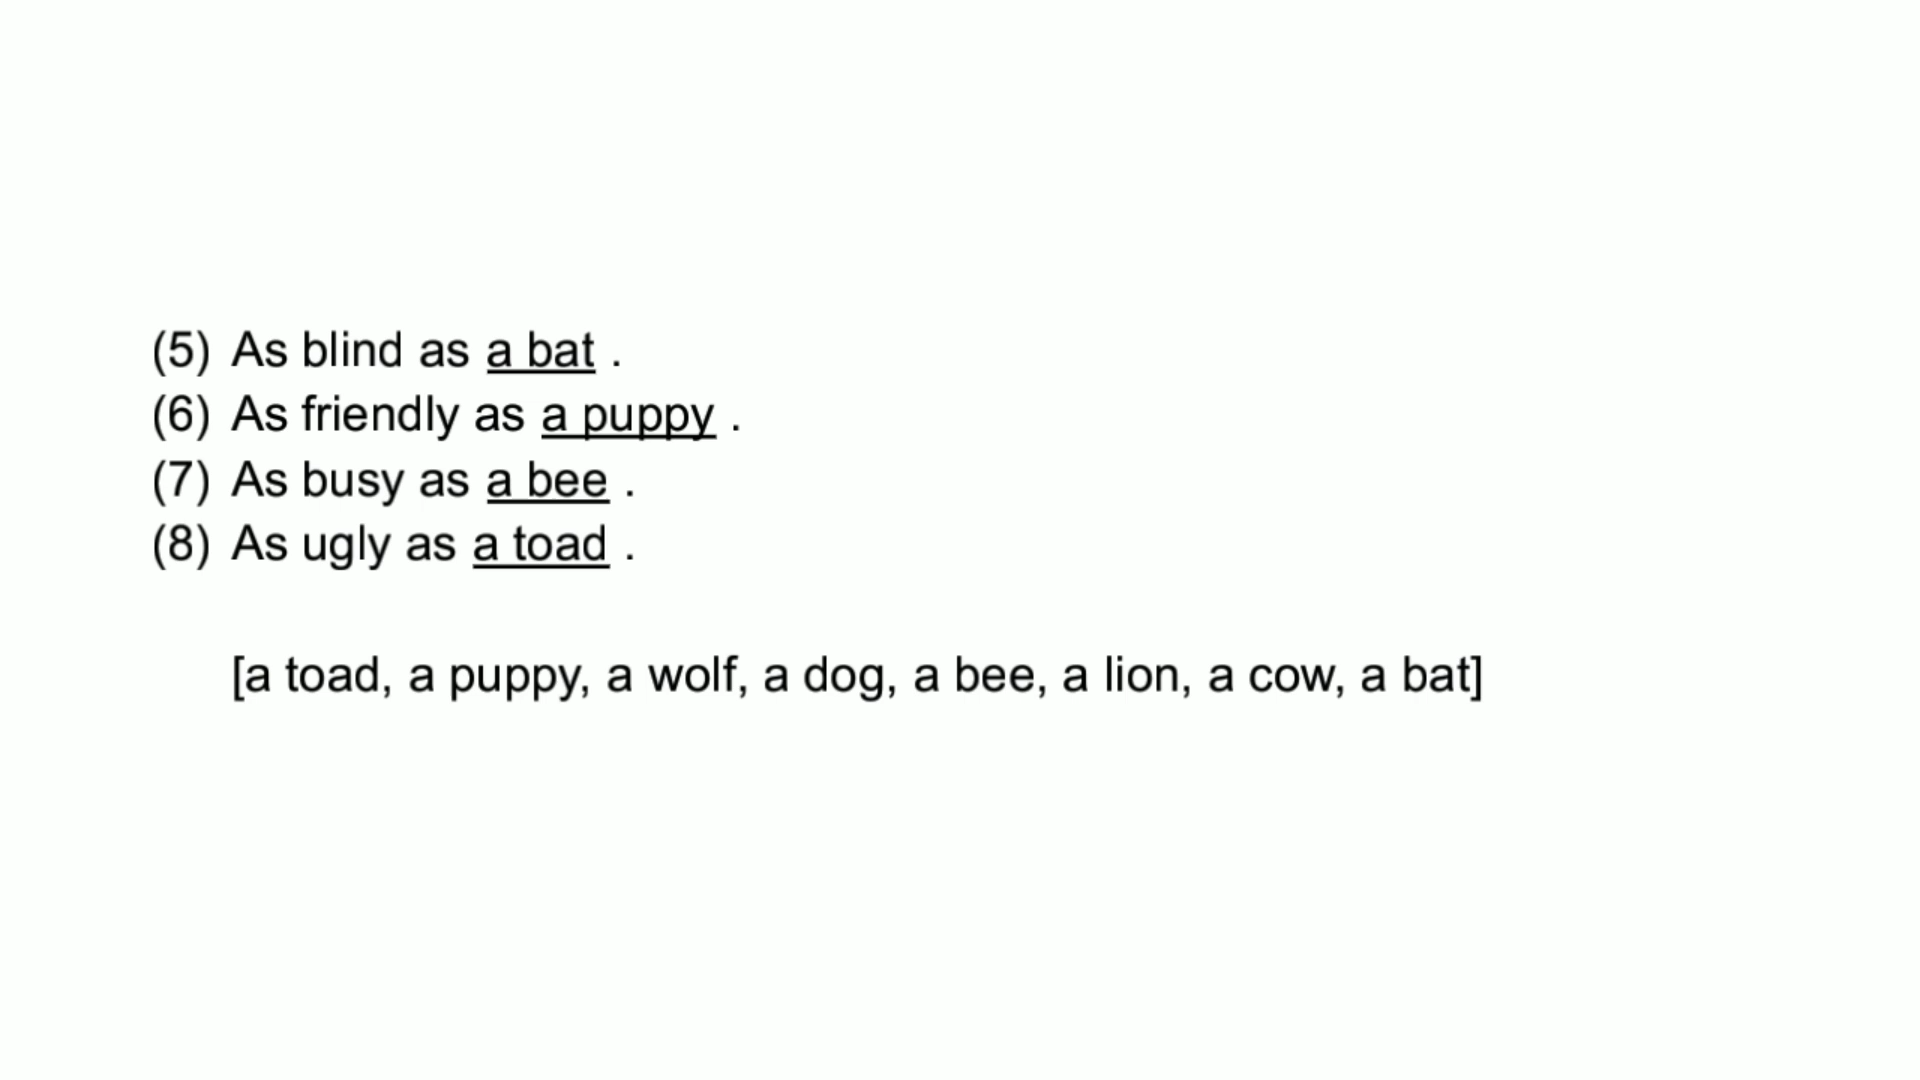 (5) As blind as a bat .
(6) As friendly as a puppy .
(7) As busy as a bee .
(8) As ugly as a toad .
[a toad, a puppy, a wolf, a dog, a bee, a lion, a cow, a bat]